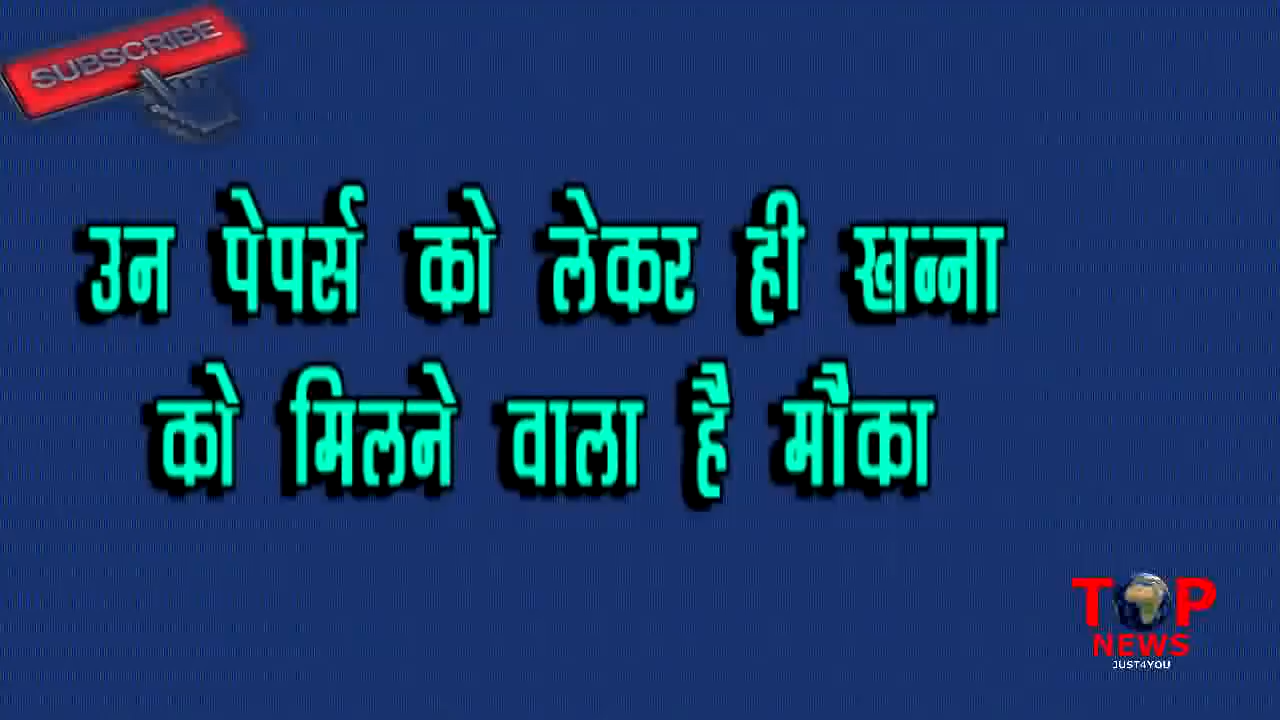 SUBSCRIBE
उन पेपर्स को लेकर ही खन्ना
को मिलने वाला है मौका
TOP
NEWS
JUST4YOU